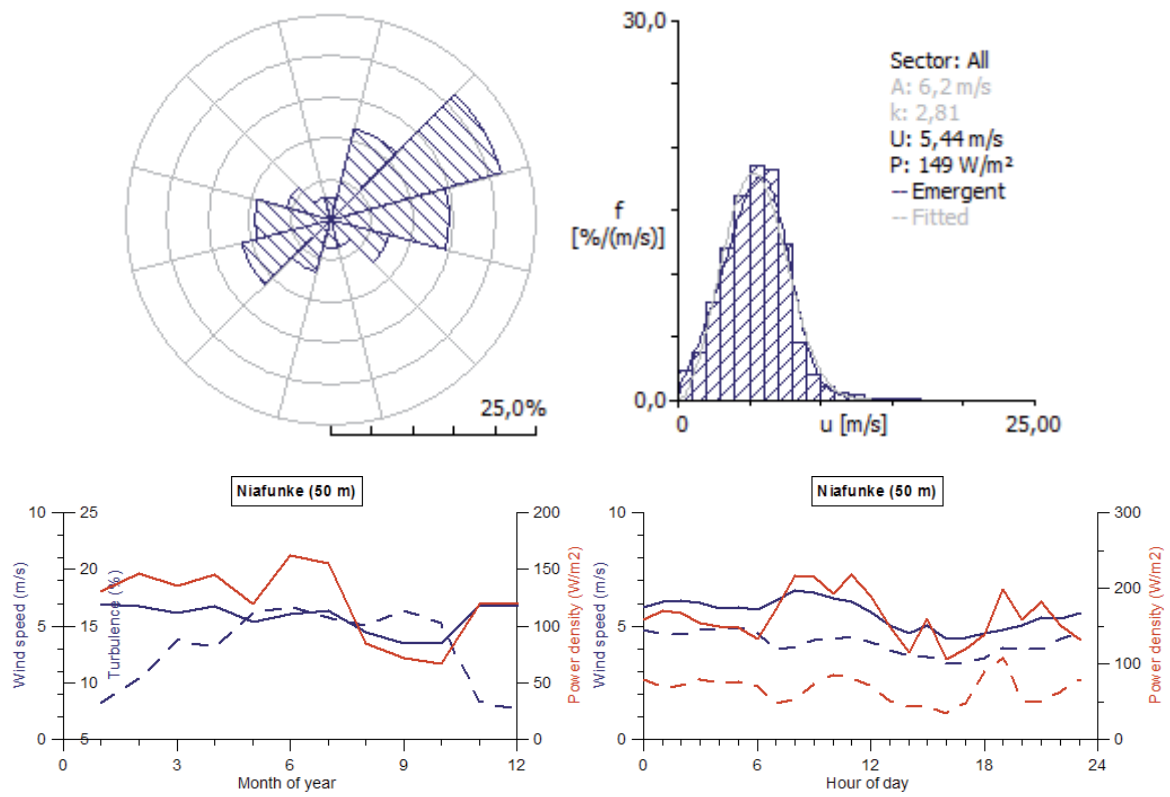 25,0%
30,0
f
[%/(m/s)]
0,0
0
u [m/s]
25,00
Sector: All
A: 6,2 m/s
k: 2,81
U: 5,44 m/s
P: 149 W/m²
-- Emergent
-- Fitted
Niafunke (50 m)
10
5
0
Wind speed (m/s)
25
20
15
10
5
Turbulence (%)
200
150
100
50
0
Power density (W/m2)
0
3
6
9
12
Month of year
Niafunke (50 m)
10
5
0
Wind speed (m/s)
300
200
100
0
Power density (W/m2)
0
6
12
18
24
Hour of day